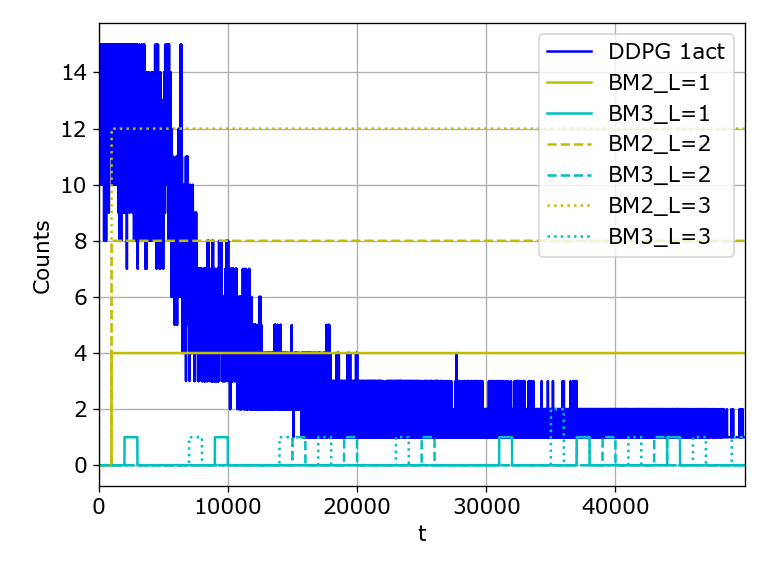 DDPG 1act
BM2_L=1
BM3_L=1
BM2_L=2
BM3_L=2
BM2_L=3
BM3_L=3
Counts
14
12
10
8
6
4
2
0
0 10000 20000 30000 40000
t